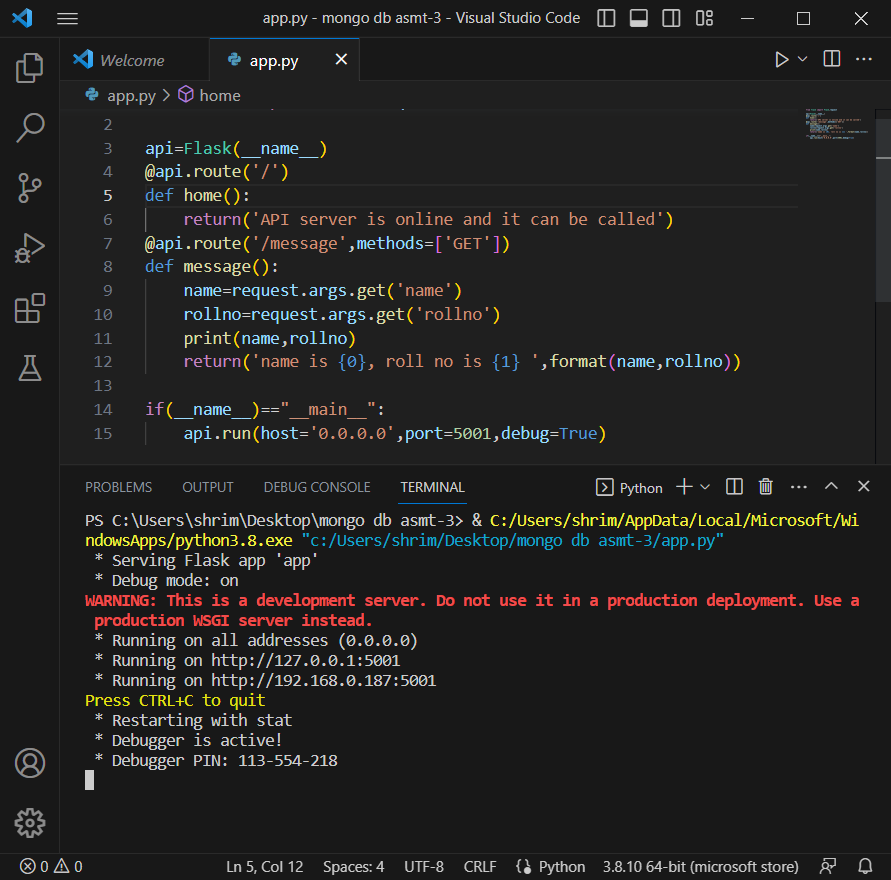 app.py - mongo db asmt-3 - Visual Studio Code
Welcome
app.py
app.py > home
2
3 api=Flask(__name__)
4 @api.route('/')
5 def home():
6 return('API server is online and it can be called')
7 @api.route('/message',methods=['GET'])
8 def message():
9 name=request.args.get('name')
10 rollno=request.args.get('rollno')
11 print(name,rollno)
12 return('name is {0}, roll no is {1} ',format(name,rollno))
13
14 if(__name__)=="__main__":
15 api.run(host='0.0.0.0',port=5001,debug=True)
PROBLEMS OUTPUT DEBUG CONSOLE TERMINAL Python
PS C:\Users\shrim\Desktop\mongo db asmt-3> & C:/Users/shrim/AppData/Local/Microsoft/Wi
ndowsApps/python3.8.exe "c:/Users/shrim/Desktop/mongo db asmt-3/app.py"
* Serving Flask app 'app'
* Debug mode: on
WARNING: This is a development server. Do not use it in a production deployment. Use a
production WSGI server instead.
* Running on all addresses (0.0.0.0)
* Running on http://127.0.0.1:5001
* Running on http://192.168.0.187:5001
Press CTRL+C to quit
* Restarting with stat
* Debugger is active!
* Debugger PIN: 113-554-218
0 0 Ln 5, Col 12 Spaces: 4 UTF-8 CRLF Python 3.8.10 64-bit (microsoft store)